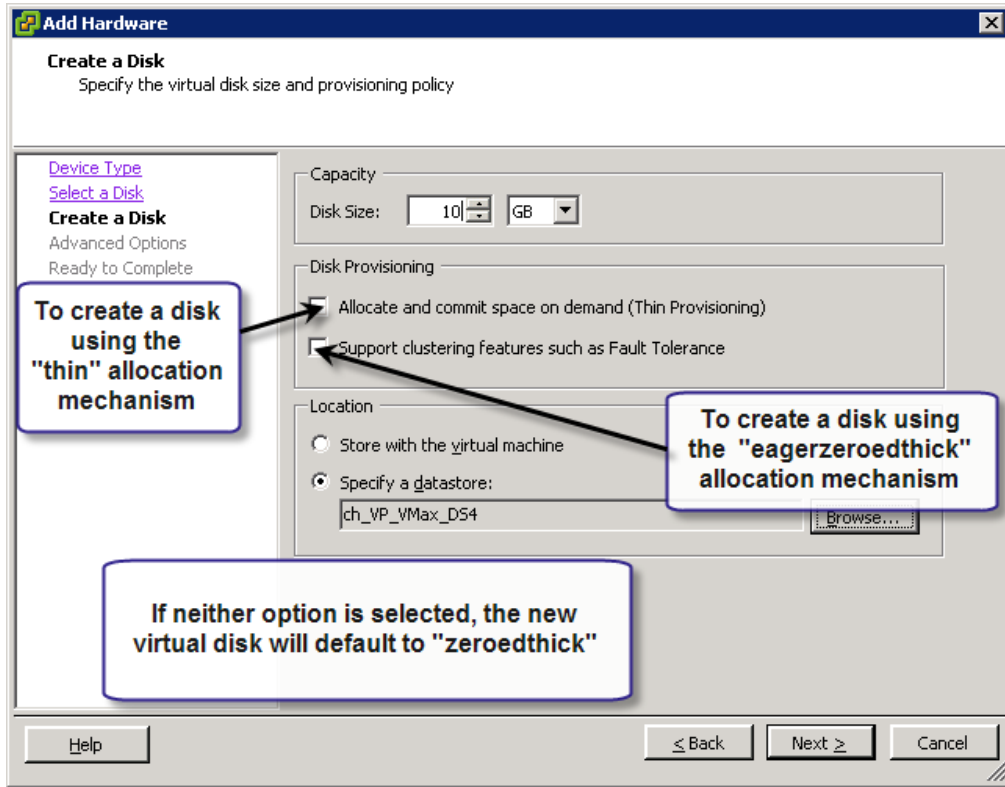 Add Hardware
Create a Disk
Specify the virtual disk size and provisioning policy
Device Type
Select a Disk
Create a Disk
Advanced Options
Ready to Complete
Capacity
Disk Size: 10 GB
Disk Provisioning
Allocate and commit space on demand (Thin Provisioning)
Support clustering features such as Fault Tolerance
To create a disk
using the
"thin" allocation
mechanism
Location
Store with the virtual machine
Specify a datastore:
ch_VP_VMax_DS4
Browse...
To create a disk using
the "eagerzeroedthick"
allocation mechanism
If neither option is selected, the new
virtual disk will default to "zeroedthick"
Help
< Back
Next >
Cancel